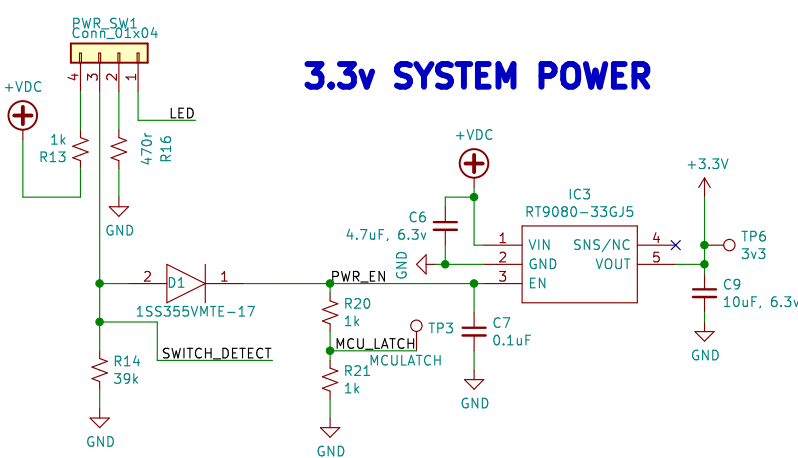 PWR_SW1
Conn_01x04
3.3v SYSTEM POWER
4
3
2
1
+VDC
LED
1k
R13
470r
R16
GND
+VDC
+3.3V
IC3
RT9080-33GJ5
C6
4.7uF, 6.3v
GND
1
2
3
VIN
GND
EN
SNS/NC
VOUT
4
5
TP6
3v3
C9
10uF, 6.3v
GND
2
D1
1
1SS355VMTE-17
PWR_EN
R20
1k
MCU_LATCH
TP3
MCULATCH
C7
0.1uF
GND
SWITCH_DETECT
R14
39k
GND
R21
1k
GND